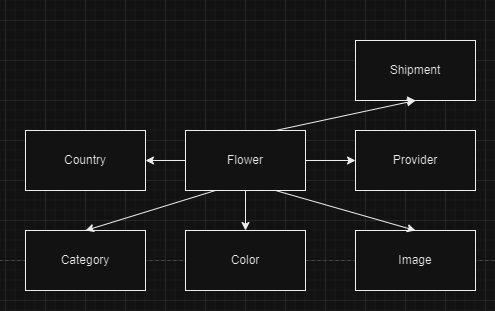 Shipment
Country
Flower
Provider
Category
Color
Image